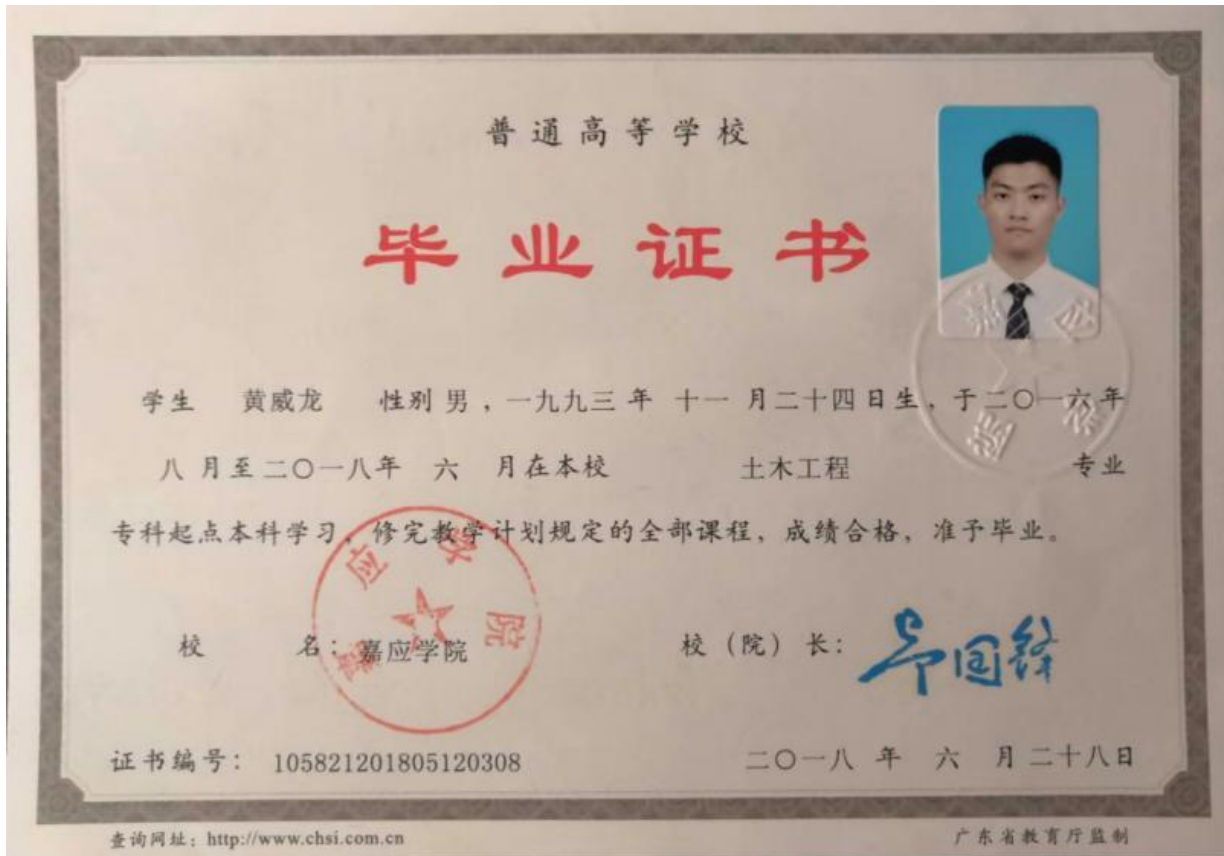 普通高等学校
毕业证书
学生 黄威龙 性别 男，一九九三 年 十一 月二十四日生，于二〇一六年
八 月至二〇一八年 六 月在本校 土木工程 专业
专科起点本科学习，修完教学计划规定的全部课程，成绩合格，准予毕业。
校 名：嘉应学院
校（院）长：
嘉应学院
证书编号： 105821201805120308
二〇一八 年 六 月二十八日
查询网址：http://www.chsi.com.cn
广东省教育厅监制